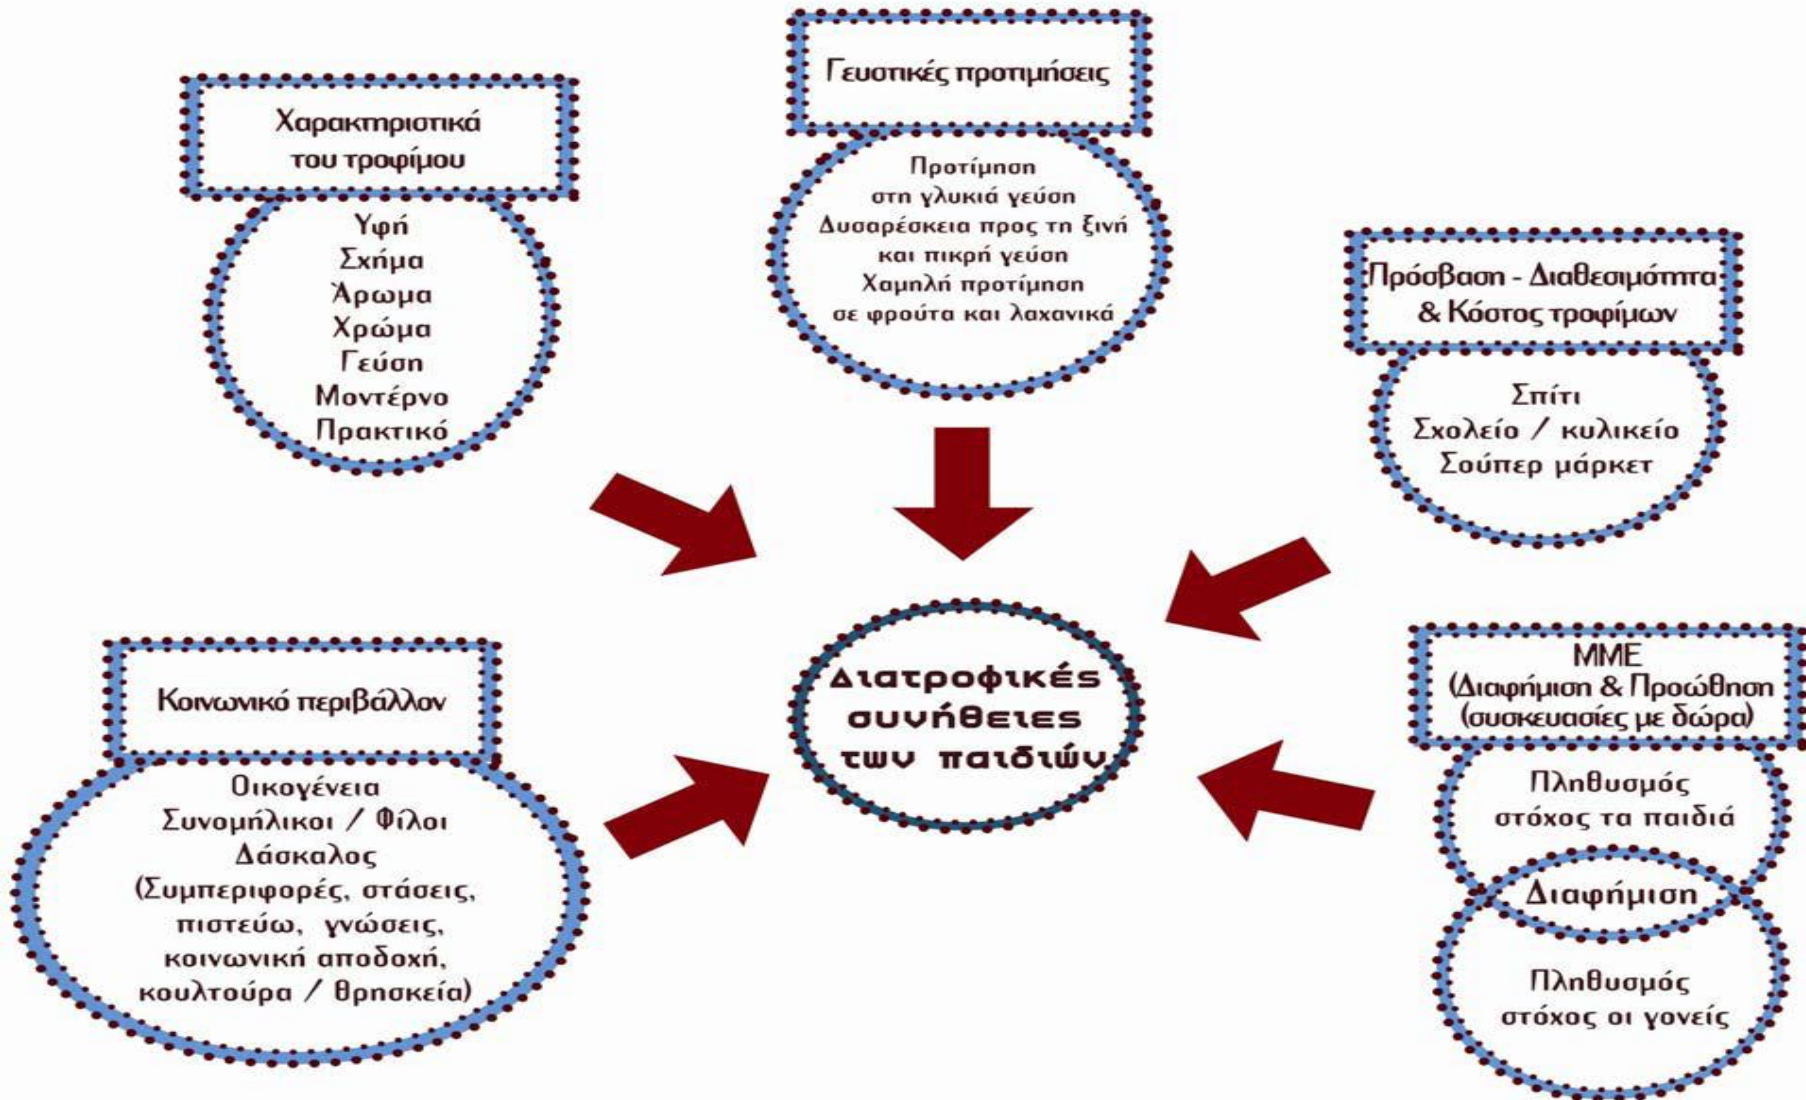 Γευστικές προτιμήσεις
Προτίμηση
στη γλυκιά γεύση
Δυσαρέσκεια προς τη ξινή
και πικρή γεύση
Χαμηλή προτίμηση
σε φρούτα και λαχανικά
Χαρακτηριστικά
του τροφίμου
Υφή
Σχήμα
Άρωμα
Χρώμα
Γεύση
Μοντέρνο
Πρακτικό
Πρόσβαση - Διαθεσιμότητα
& Κόστος τροφίμων
Σπίτι
Σχολείο / κυλικείο
Σούπερ μάρκετ
Διατροφικές
συνήθειες
των παιδιών
Κοινωνικό περιβάλλον
Οικογένεια
Συνομήλικοι / Φίλοι
Δάσκαλος
(Συμπεριφορές, στάσεις,
πιστεύω, γνώσεις,
κοινωνική αποδοχή,
κουλτούρα / θρησκεία)
ΜΜΕ
(Διαφήμιση & Προώθηση
(συσκευασίες με δώρα)
Πληθυσμός
στόχος τα παιδιά
Διαφήμιση
Πληθυσμός
στόχος οι γονείς